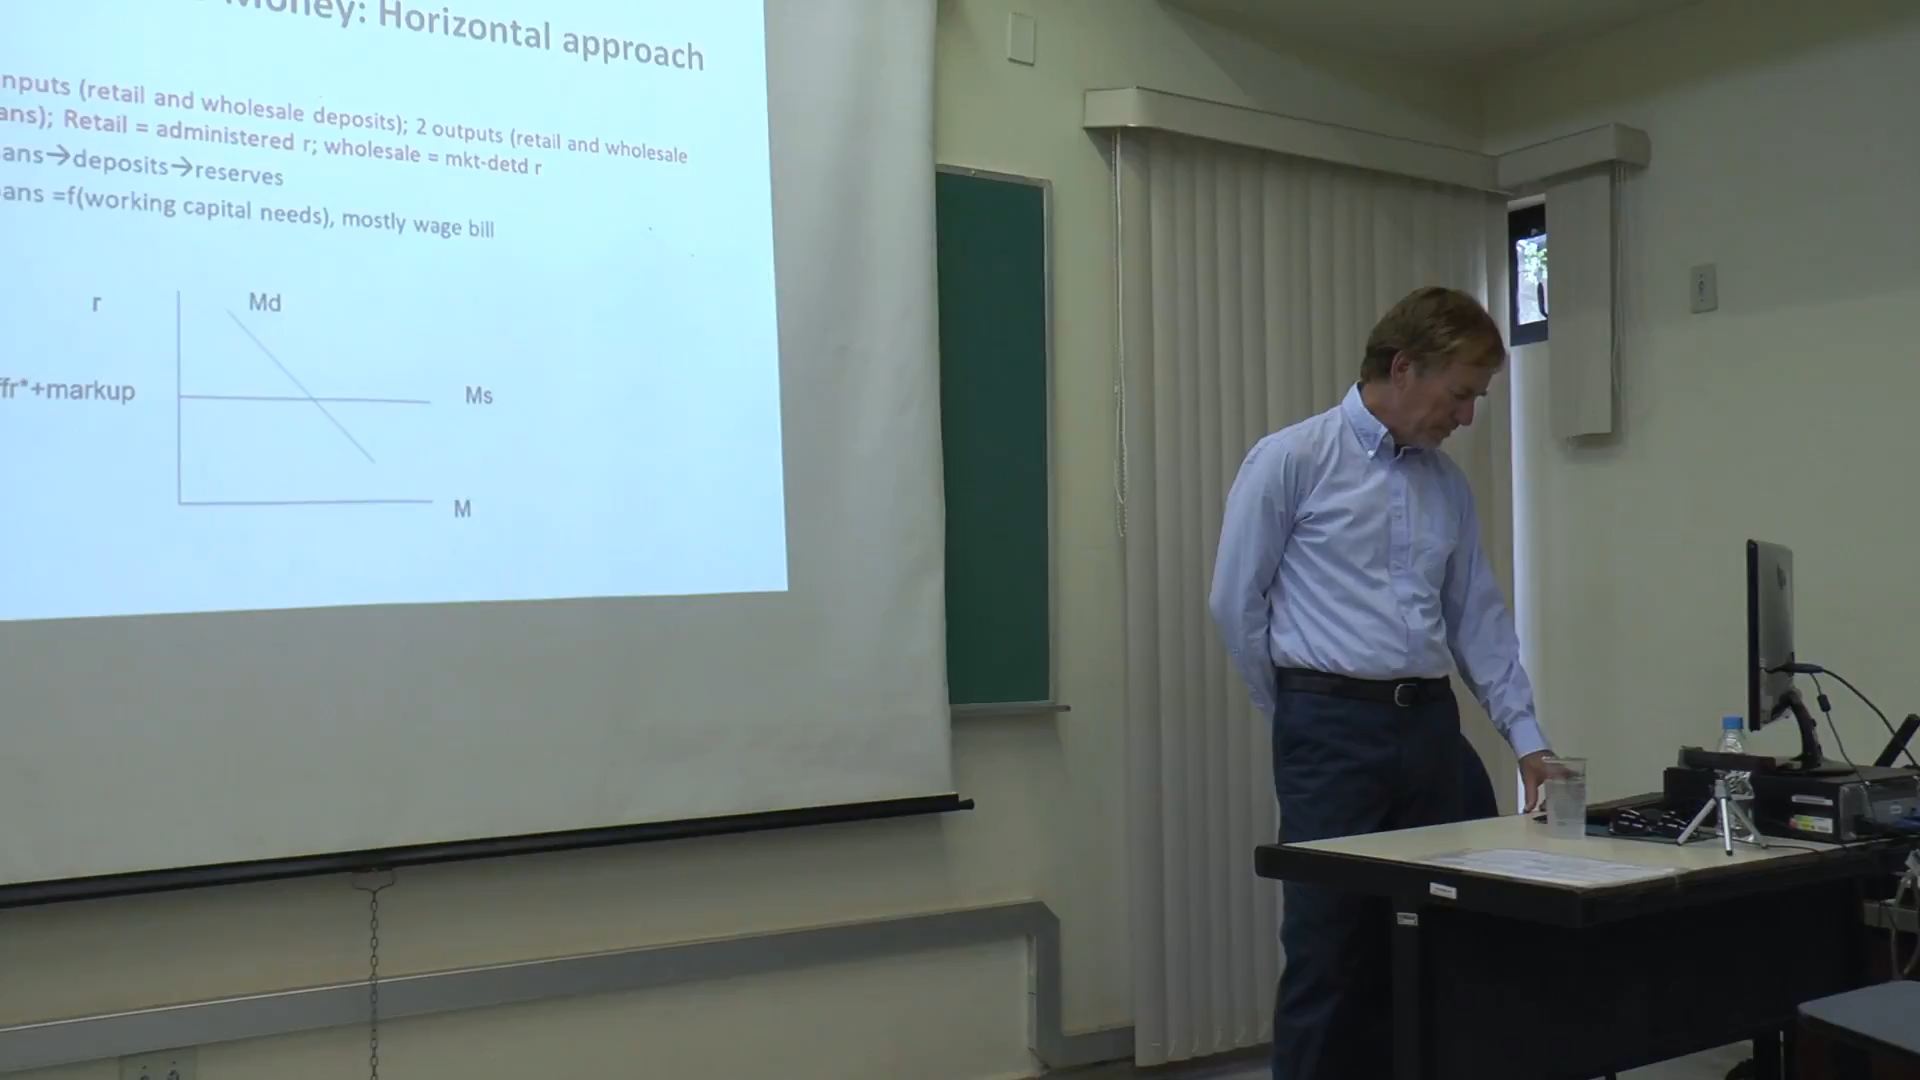 Money: Horizontal approach
nputs (retail and wholesale deposits); 2 outputs (retail and wholesale
ans); Retail = administered r; wholesale = mkt-detd r
ans→deposits→reserves
ans =f(working capital needs), mostly wage bill
r
Md
fr*+markup
Ms
M